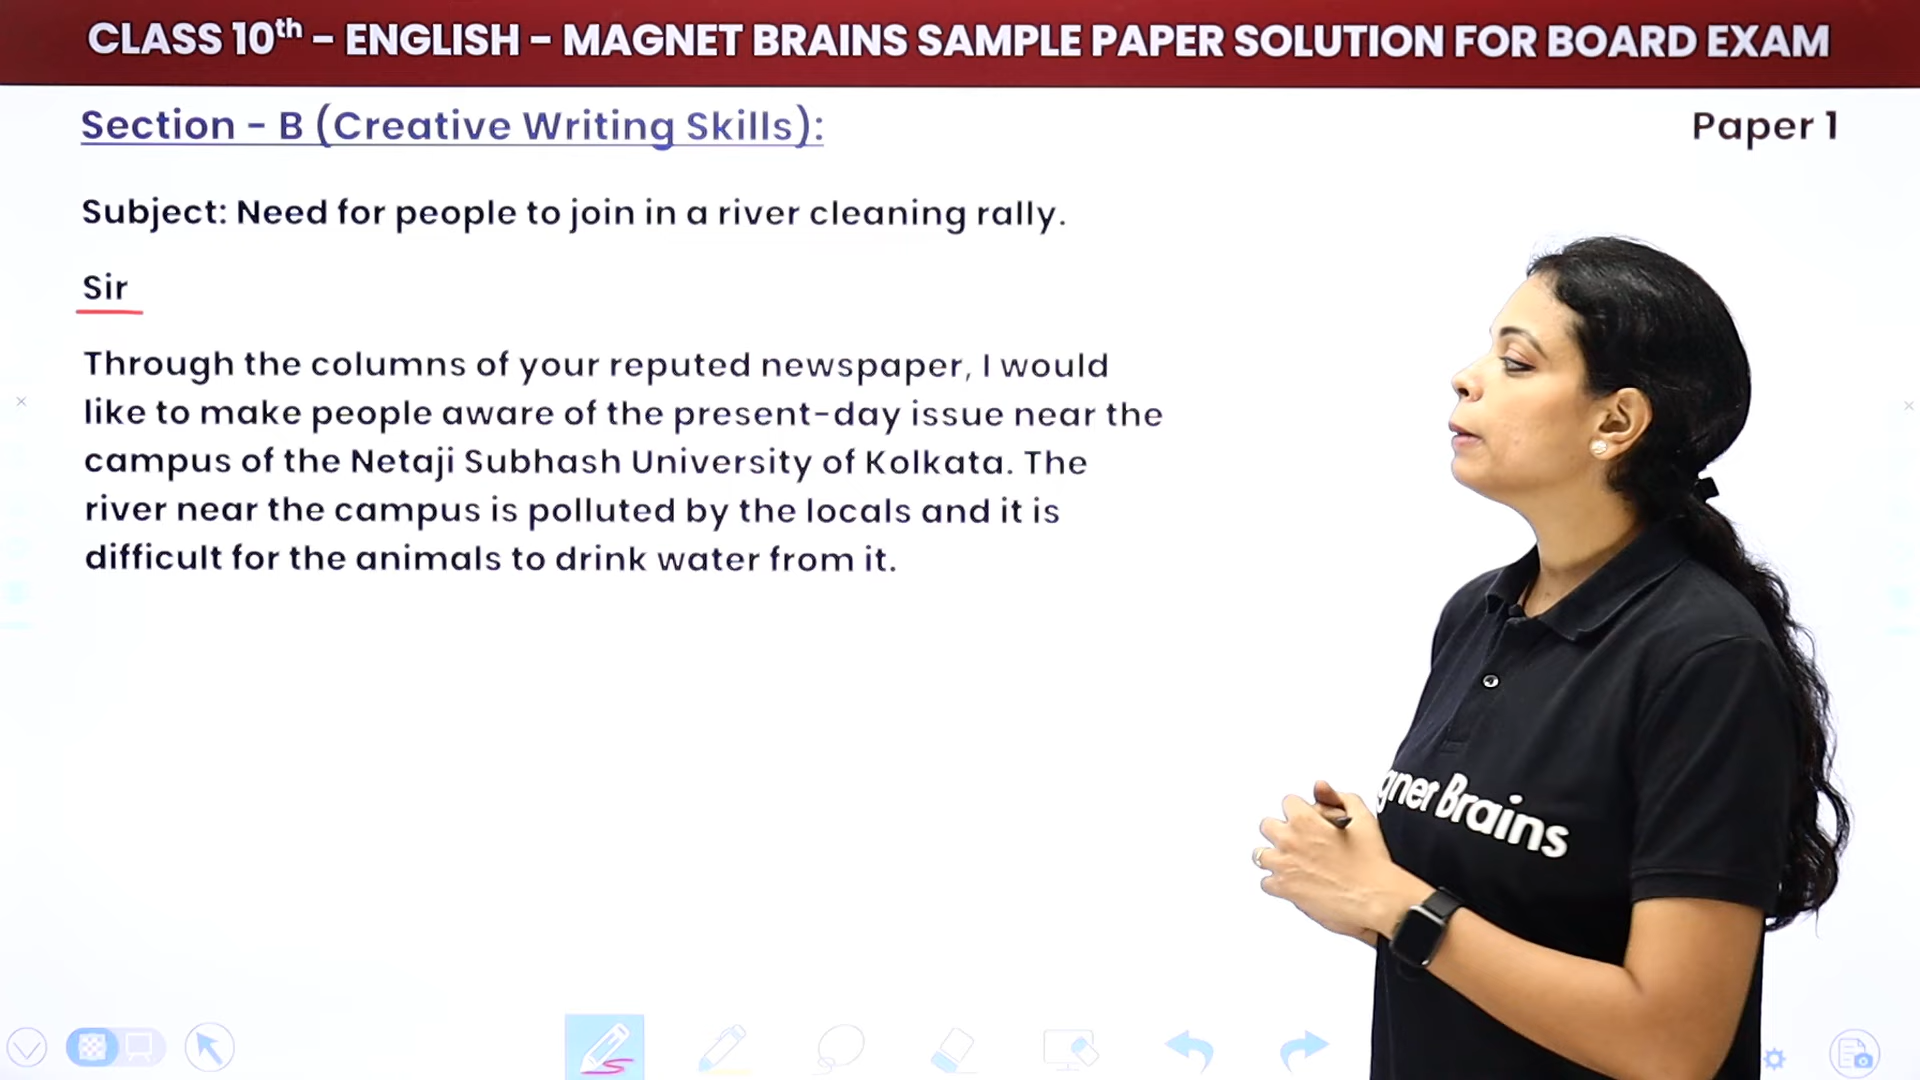 CLASS 10th - ENGLISH - MAGNET BRAINS SAMPLE PAPER SOLUTION FOR BOARD EXAM
Section - B (Creative Writing Skills):
Paper 1
Subject: Need for people to join in a river cleaning rally.
Sir
Through the columns of your reputed newspaper, I would
like to make people aware of the present-day issue near the
campus of the Netaji Subhash University of Kolkata. The
river near the campus is polluted by the locals and it is
difficult for the animals to drink water from it.
gnet Brains